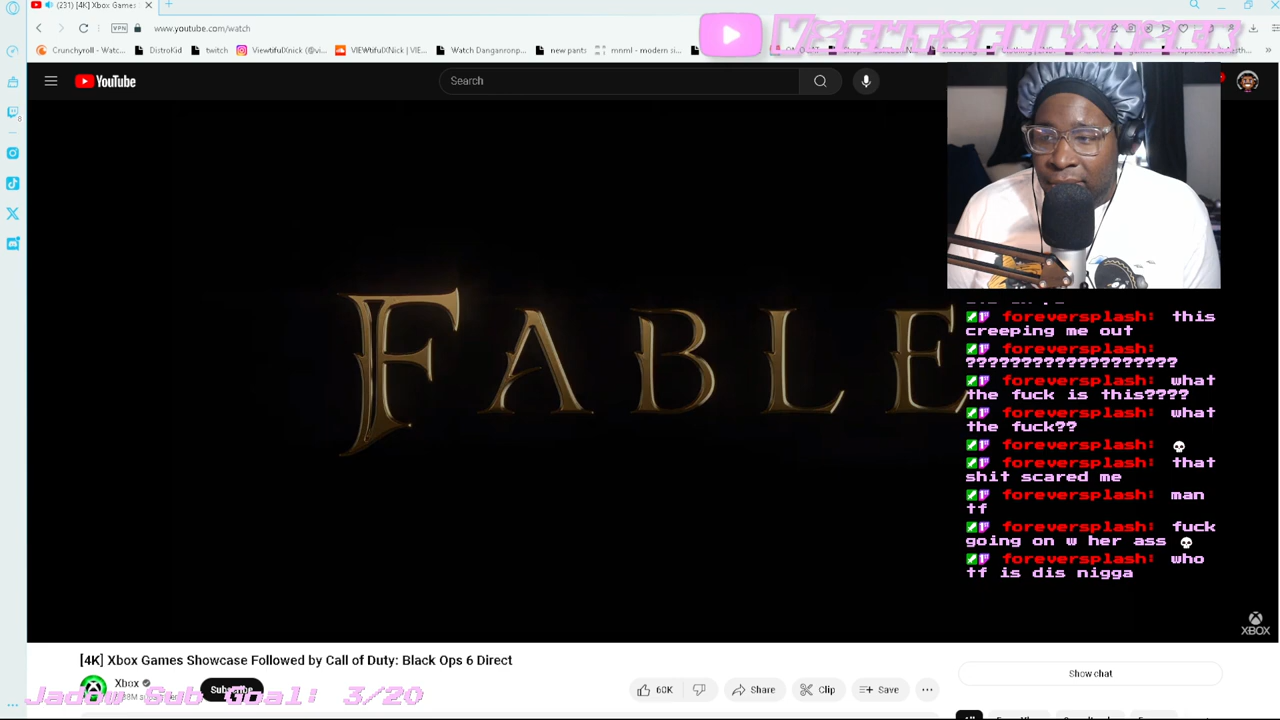 (231) [4K] Xbox Games
VPN
www.youtube.com/watch
Crunchyroll - Watc...
DistroKid
twitch
ViewtifulXNick (@vi...
VIEWtifulXNick | VIE...
Watch Danganronp...
new pants
mnml - modern si...
YouTube
Search
FABLE
foreversplash: this
creeping me out
foreversplash:
???????????????????
foreversplash: what
the fuck is this????
foreversplash: what
the fuck??
foreversplash: 💀
foreversplash: that
shit scared me
foreversplash: man
tf
foreversplash: fuck
going on w her ass 💀
foreversplash: who
tf is dis nigga
XBOX
[4K] Xbox Games Showcase Followed by Call of Duty: Black Ops 6 Direct
Xbox
Subscribe
60K
Share
Clip
Save
Show chat
Sub Goal: 3/20
All